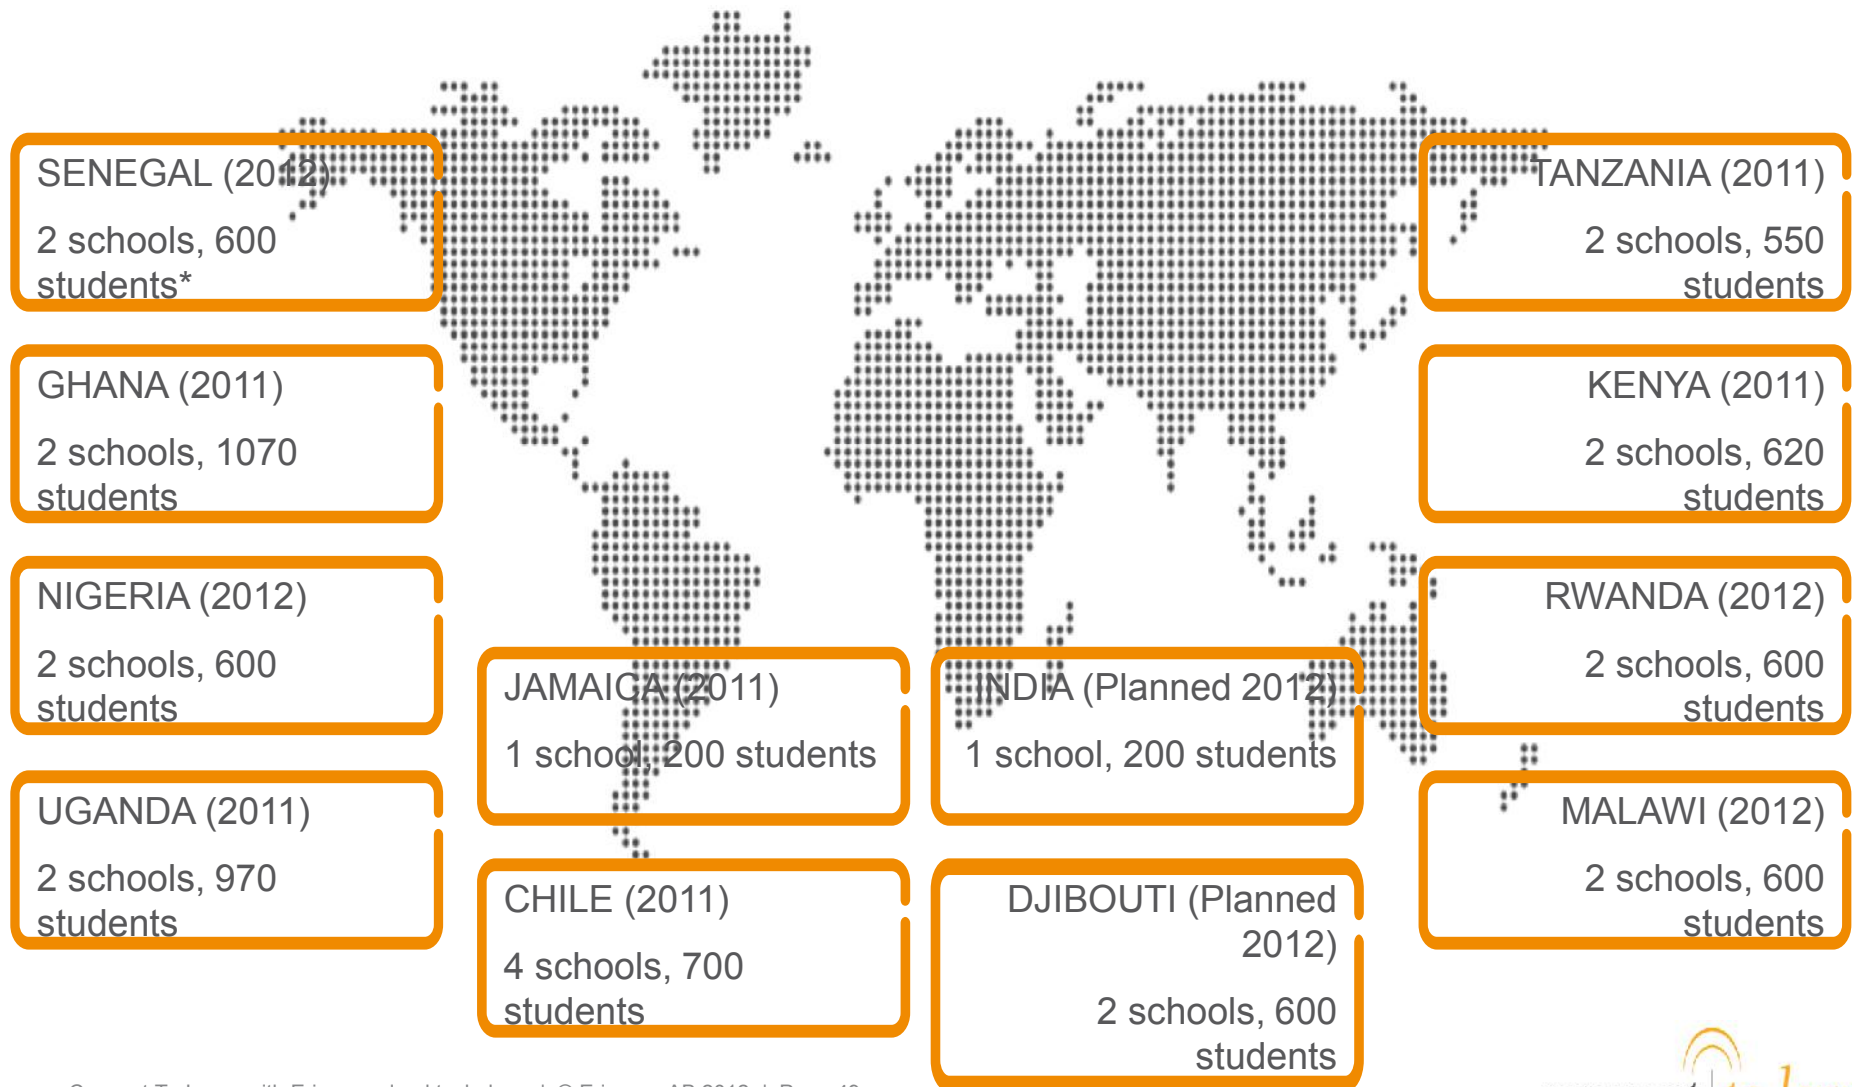 SENEGAL (2012)
2 schools, 600
students*
GHANA (2011)
2 schools, 1070
students
NIGERIA (2012)
2 schools, 600
students
UGANDA (2011)
2 schools, 970
students
JAMAICA (2011)
1 school, 200 students
CHILE (2011)
4 schools, 700
students
INDIA (Planned 2012)
1 school, 200 students
DJIBOUTI (Planned
2012)
2 schools, 600
students
TANZANIA (2011)
2 schools, 550
students
KENYA (2011)
2 schools, 620
students
RWANDA (2012)
2 schools, 600
students
MALAWI (2012)
2 schools, 600
students